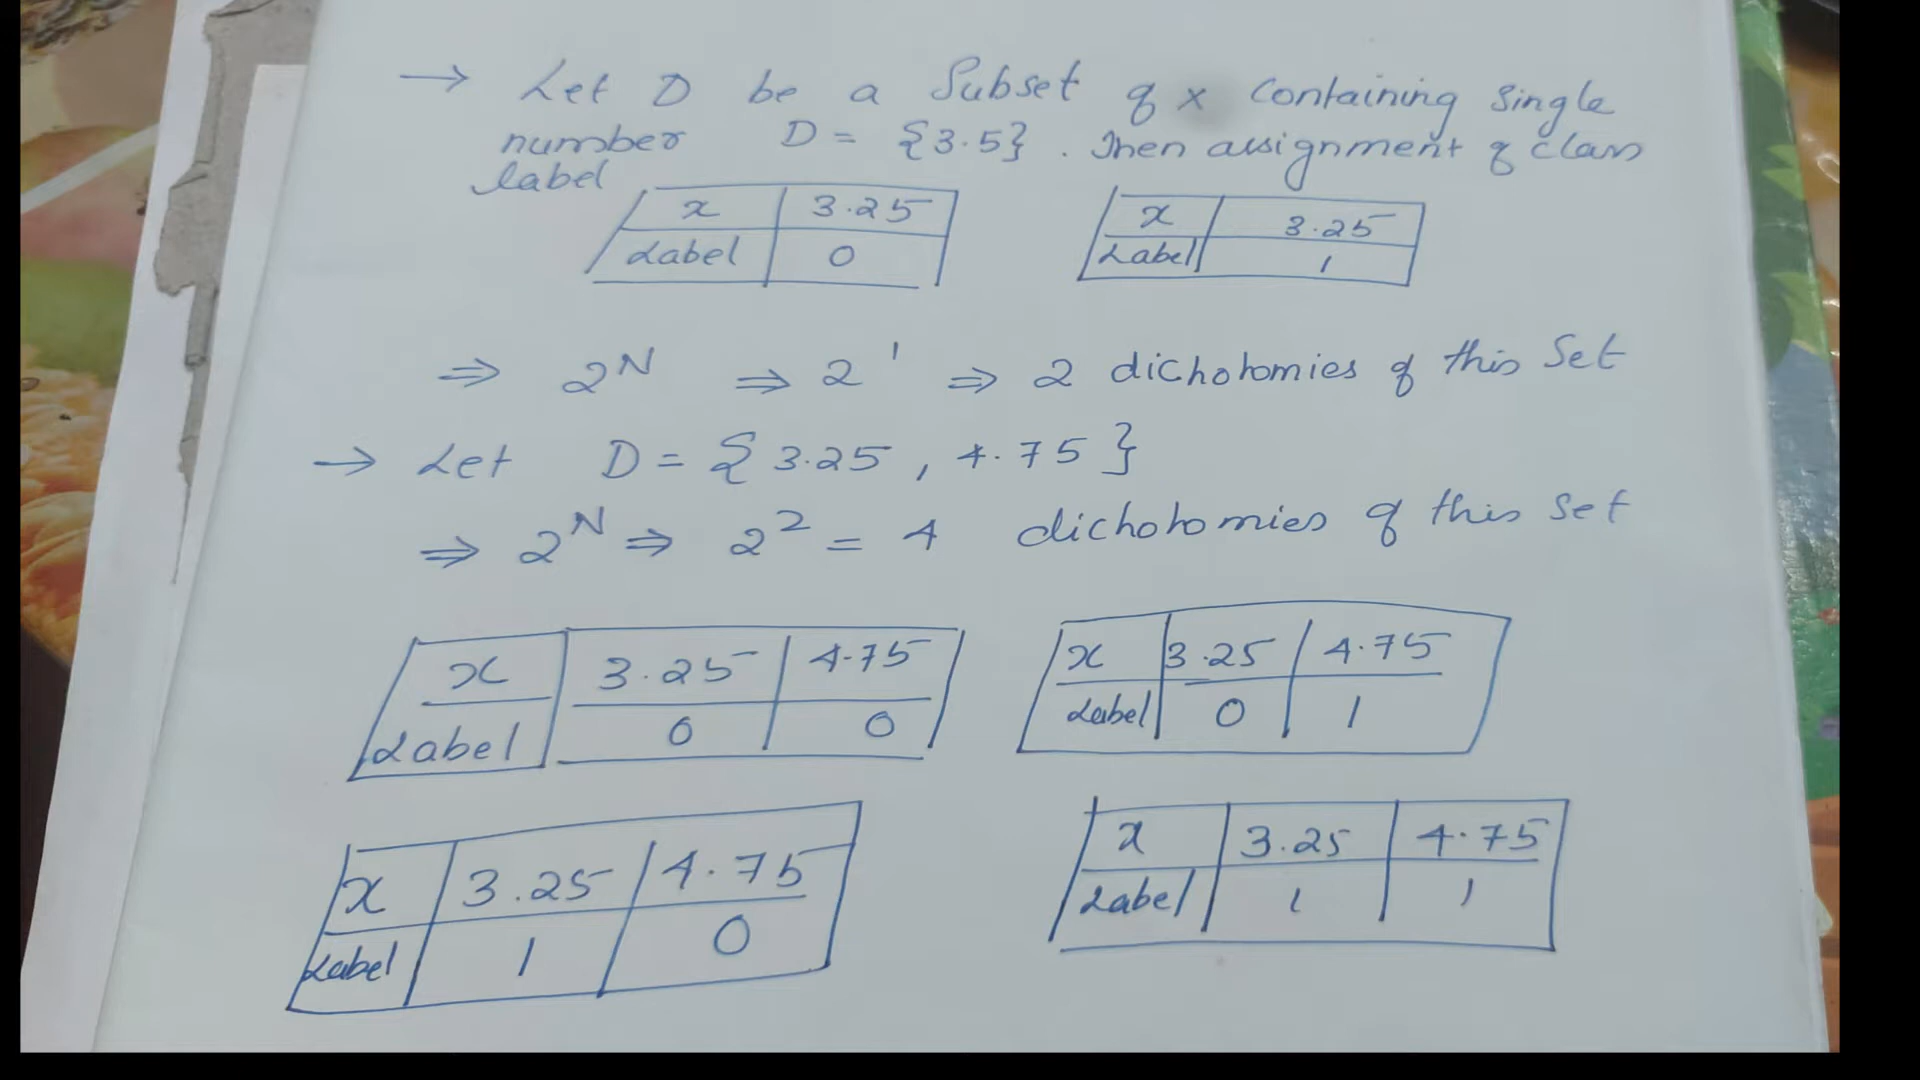 → Let D be a Subset of x Containing Single
number D = {3.5} . Then assignment of class
label
x 3.25
Label 0
x 3.25
Label 1
⇒ 2^N ⇒ 2^1 ⇒ 2 dichotomies of this Set
→ Let D = {3.25, 4.75}
⇒ 2^N ⇒ 2^2 = 4 dichotomies of this Set
x 3.25 4.75
Label 0 0
x 3.25 4.75
Label 0 1
x 3.25 4.75
Label 1 0
x 3.25 4.75
Label 1 1